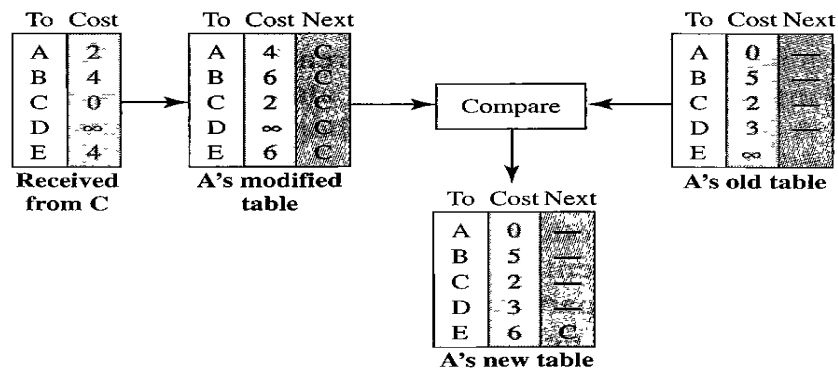 To Cost
A 2
B 4
C 0
D ∞
E 4
Received
from C
To Cost Next
A 4 C
B 6 C
C 2 C
D ∞ C
E 6 C
A's modified
table
Compare
To Cost Next
A 0 —
B 5 —
C 2 —
D 3 —
E ∞
A's old table
To Cost Next
A 0 —
B 5 —
C 2 —
D 3 —
E 6 C
A's new table